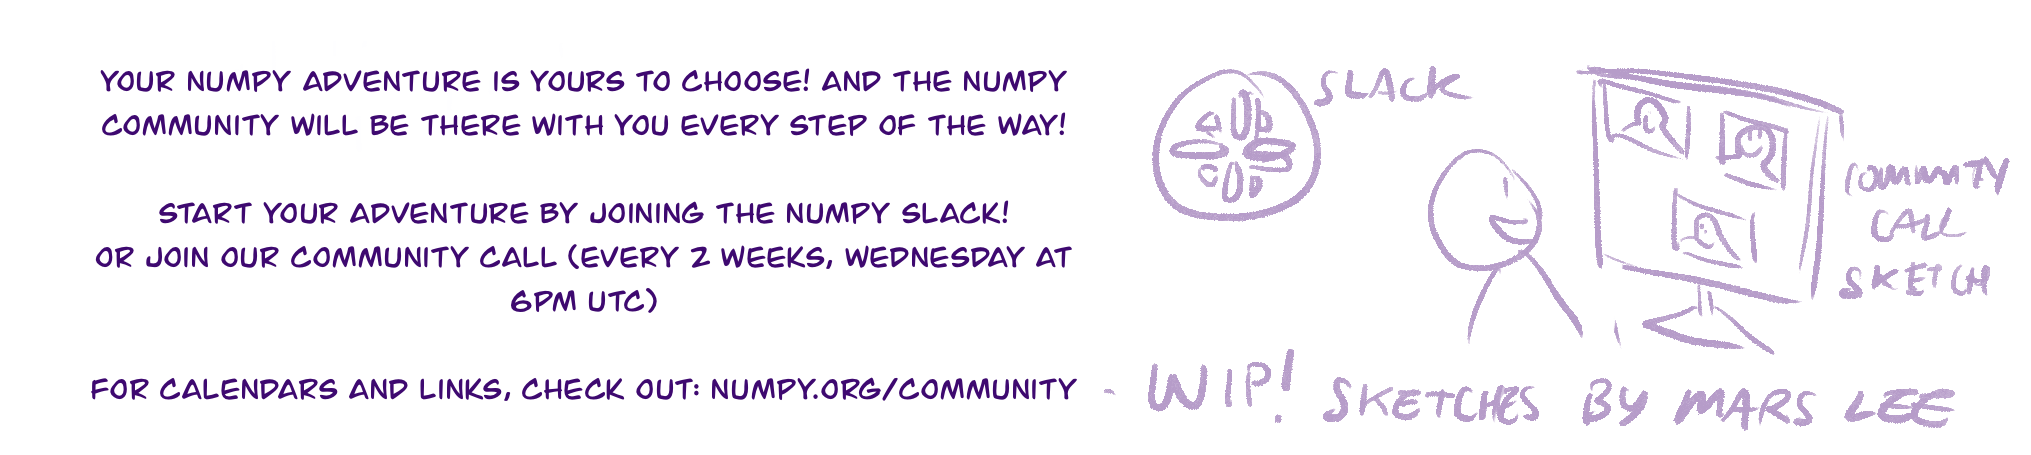 YOUR NUMPY ADVENTURE IS YOURS TO CHOOSE! AND THE NUMPY
COMMUNITY WILL BE THERE WITH YOU EVERY STEP OF THE WAY!
START YOUR ADVENTURE BY JOINING THE NUMPY SLACK!
OR JOIN OUR COMMUNITY CALL (EVERY 2 WEEKS, WEDNESDAY AT
6PM UTC)
FOR CALENDARS AND LINKS, CHECK OUT: NUMPY.ORG/COMMUNITY
SLACK
COMMUNITY
CALL
SKETCH
- WIP! SKETCHES BY MARS LEE